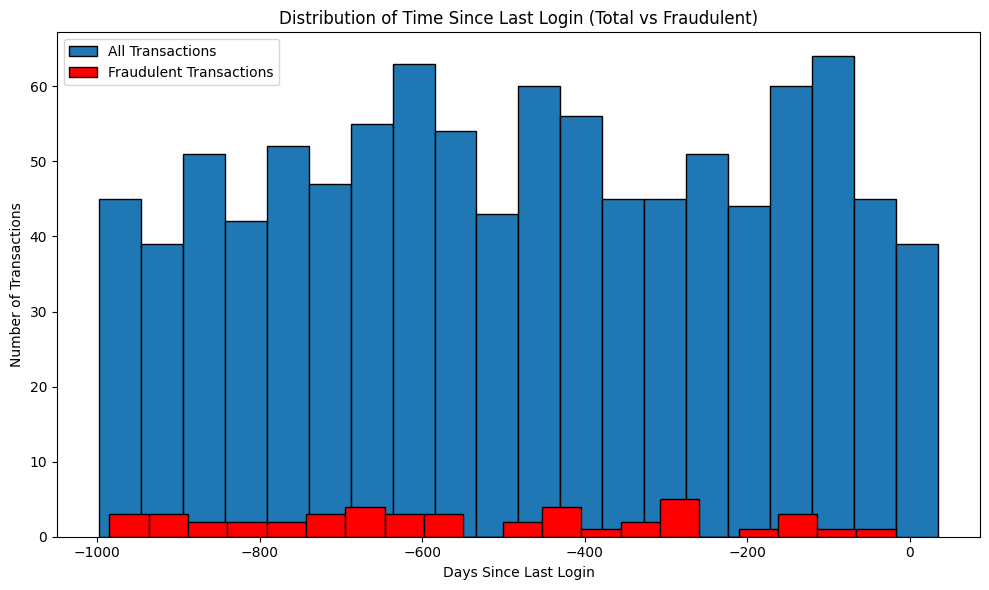 Distribution of Time Since Last Login (Total vs Fraudulent)
All Transactions
Fraudulent Transactions
Number of Transactions
60
50
40
30
20
10
0
−1000 −800 −600 −400 −200 0
Days Since Last Login